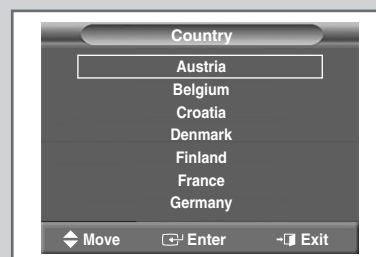 Country
Austria
Belgium
Croatia
Denmark
Finland
France
Germany
Move Enter Exit